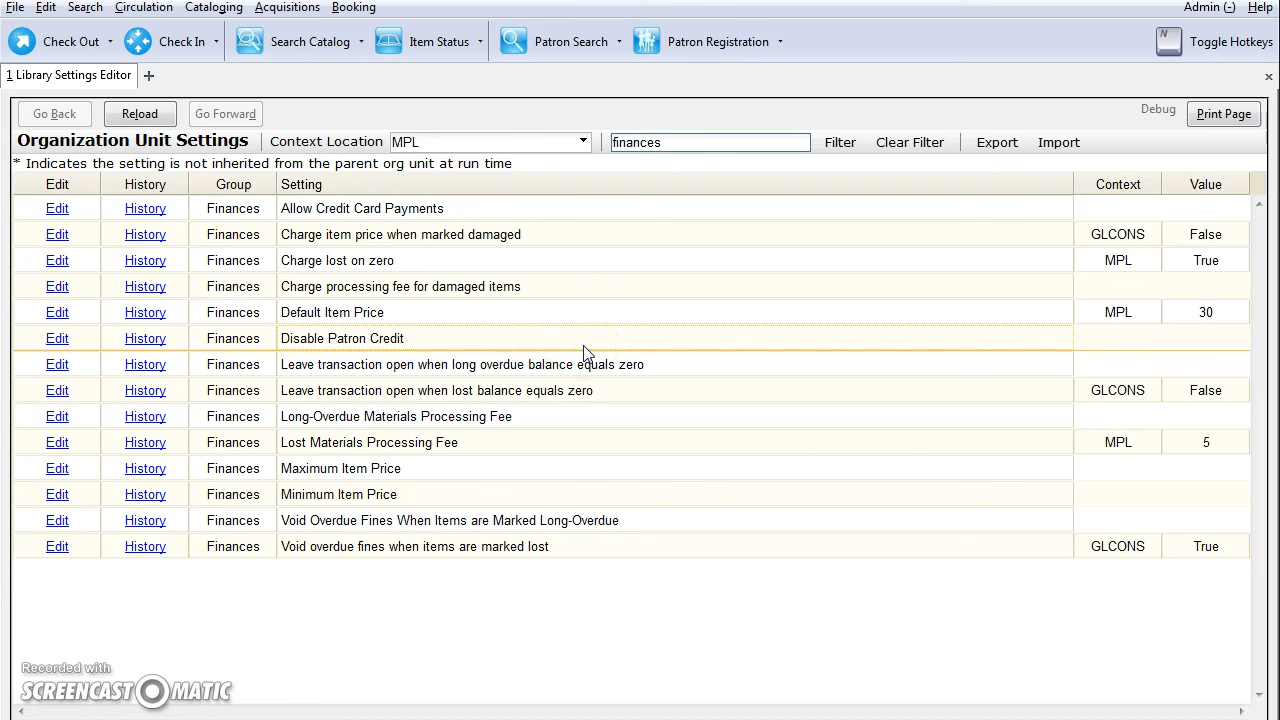 File Edit Search Circulation Cataloging Acquisitions Booking Admin (-) Help
Check Out Check In Search Catalog Item Status Patron Search Patron Registration N Toggle Hotkeys
1 Library Settings Editor
Go Back Reload Go Forward Debug Print Page
Organization Unit Settings Context Location MPL finances Filter Clear Filter Export Import
* Indicates the setting is not inherited from the parent org unit at run time
Edit History Group Setting Context Value
Edit History Finances Allow Credit Card Payments
Edit History Finances Charge item price when marked damaged GLCONS False
Edit History Finances Charge lost on zero MPL True
Edit History Finances Charge processing fee for damaged items
Edit History Finances Default Item Price MPL 30
Edit History Finances Disable Patron Credit
Edit History Finances Leave transaction open when long overdue balance equals zero
Edit History Finances Leave transaction open when lost balance equals zero GLCONS False
Edit History Finances Long-Overdue Materials Processing Fee
Edit History Finances Lost Materials Processing Fee MPL 5
Edit History Finances Maximum Item Price
Edit History Finances Minimum Item Price
Edit History Finances Void Overdue Fines When Items are Marked Long-Overdue
Edit History Finances Void overdue fines when items are marked lost GLCONS True
Recorded with
SCREENCAST-O-MATIC